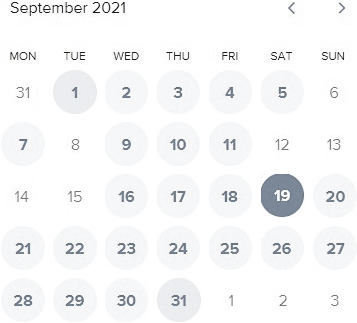 September 2021
MON TUE WED THU FRI SAT SUN
31 1 2 3 4 5 6
7 8 9 10 11 12 13
14 15 16 17 18 19 20
21 22 23 24 25 26 27
28 29 30 31 1 2 3